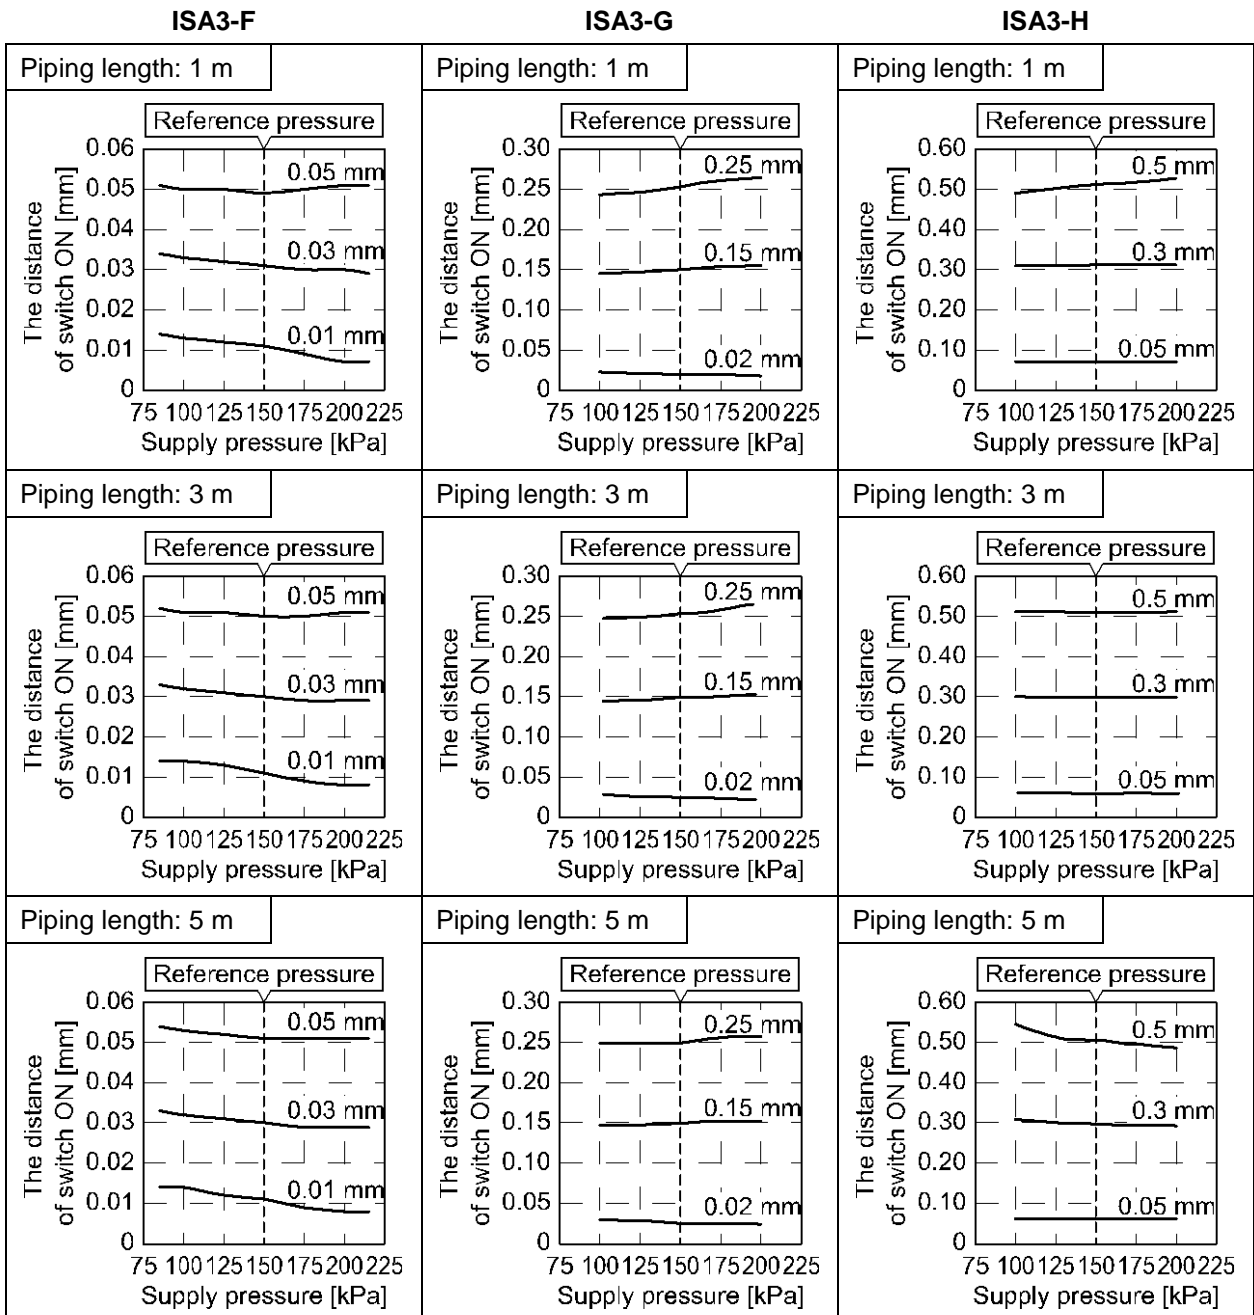 ISA3-F
ISA3-G
ISA3-H
Piping length: 1 m
Reference pressure
The distance
of switch ON [mm]
0.06
0.05
0.04
0.03
0.02
0.01
0
0.05 mm
0.03 mm
0.01 mm
75 100 125 150 175 200 225
Supply pressure [kPa]
Piping length: 1 m
Reference pressure
The distance
of switch ON [mm]
0.30
0.25
0.20
0.15
0.10
0.05
0
0.25 mm
0.15 mm
0.02 mm
75 100 125 150 175 200 225
Supply pressure [kPa]
Piping length: 1 m
Reference pressure
The distance
of switch ON [mm]
0.60
0.50
0.40
0.30
0.20
0.10
0
0.5 mm
0.3 mm
0.05 mm
75 100 125 150 175 200 225
Supply pressure [kPa]
Piping length: 3 m
Reference pressure
The distance
of switch ON [mm]
0.06
0.05
0.04
0.03
0.02
0.01
0
0.05 mm
0.03 mm
0.01 mm
75 100 125 150 175 200 225
Supply pressure [kPa]
Piping length: 3 m
Reference pressure
The distance
of switch ON [mm]
0.30
0.25
0.20
0.15
0.10
0.05
0
0.25 mm
0.15 mm
0.02 mm
75 100 125 150 175 200 225
Supply pressure [kPa]
Piping length: 3 m
Reference pressure
The distance
of switch ON [mm]
0.60
0.50
0.40
0.30
0.20
0.10
0
0.5 mm
0.3 mm
0.05 mm
75 100 125 150 175 200 225
Supply pressure [kPa]
Piping length: 5 m
Reference pressure
The distance
of switch ON [mm]
0.06
0.05
0.04
0.03
0.02
0.01
0
0.05 mm
0.03 mm
0.01 mm
75 100 125 150 175 200 225
Supply pressure [kPa]
Piping length: 5 m
Reference pressure
The distance
of switch ON [mm]
0.30
0.25
0.20
0.15
0.10
0.05
0
0.25 mm
0.15 mm
0.02 mm
75 100 125 150 175 200 225
Supply pressure [kPa]
Piping length: 5 m
Reference pressure
The distance
of switch ON [mm]
0.60
0.50
0.40
0.30
0.20
0.10
0
0.5 mm
0.3 mm
0.05 mm
75 100 125 150 175 200 225
Supply pressure [kPa]